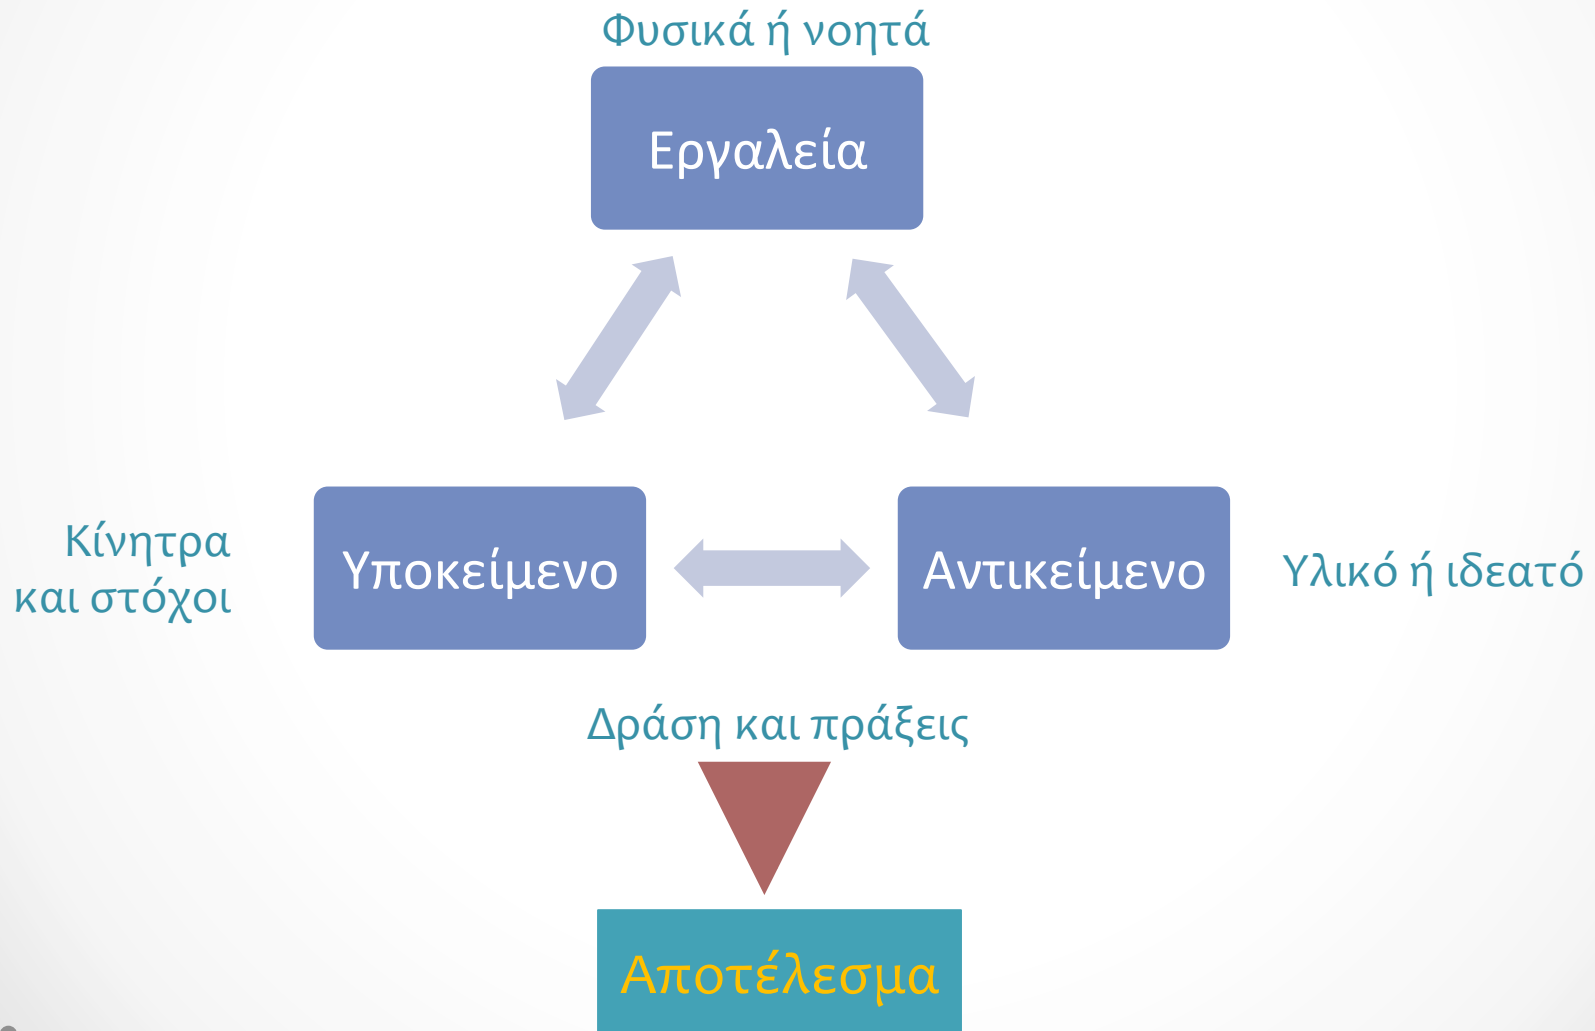 Φυσικά ή νοητά
Εργαλεία
Κίνητρα
και στόχοι
Υποκείμενο
Αντικείμενο
Υλικό ή ιδεατό
Δράση και πράξεις
Αποτέλεσμα